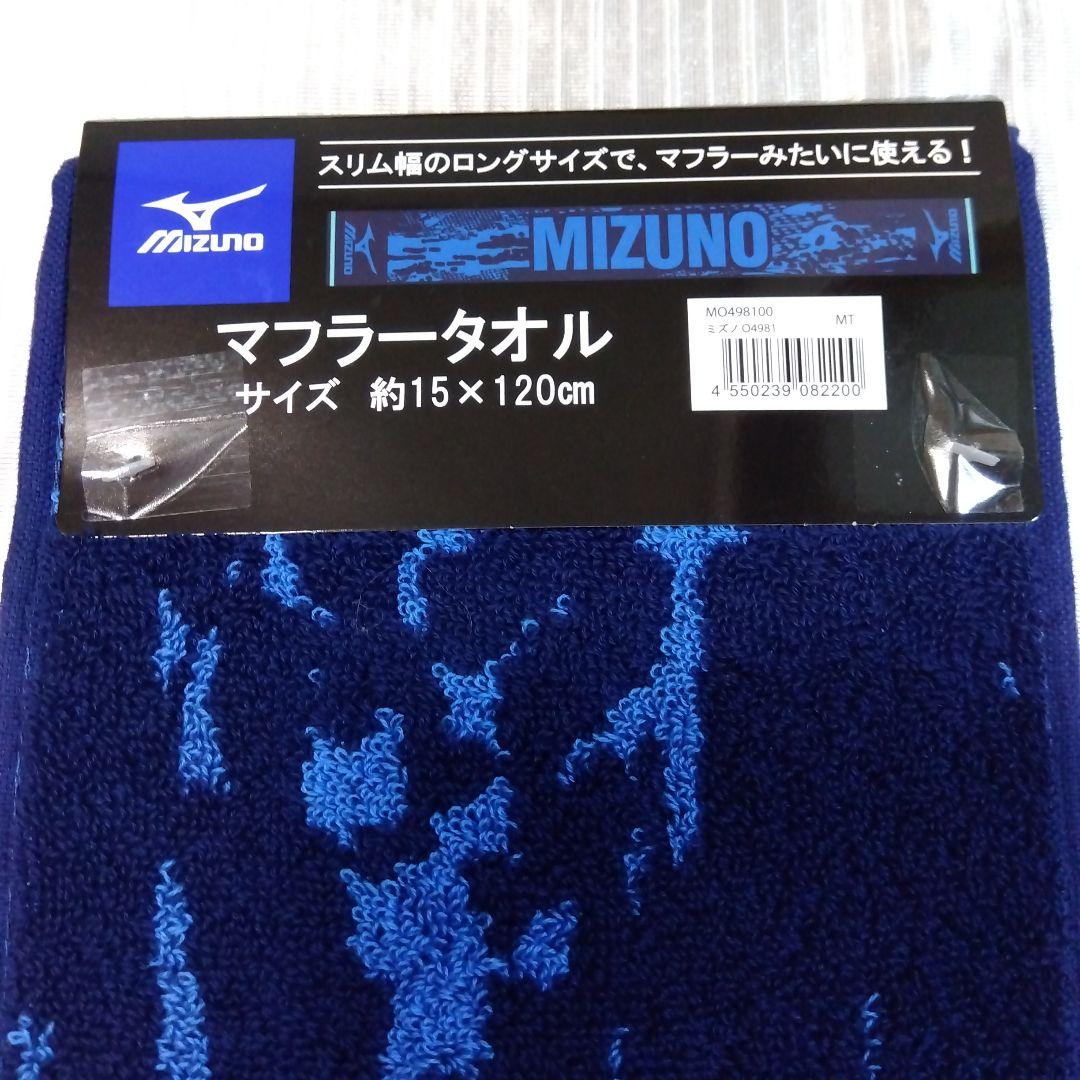 スリム幅のロングサイズで、マフラーみたいに使える！
MIZUNO
MIZUNO
MIZUNO
MIZUNO
マフラータオル
サイズ 約15×120cm
MO498100
ミズノ O4981 MT
4 550239 082200